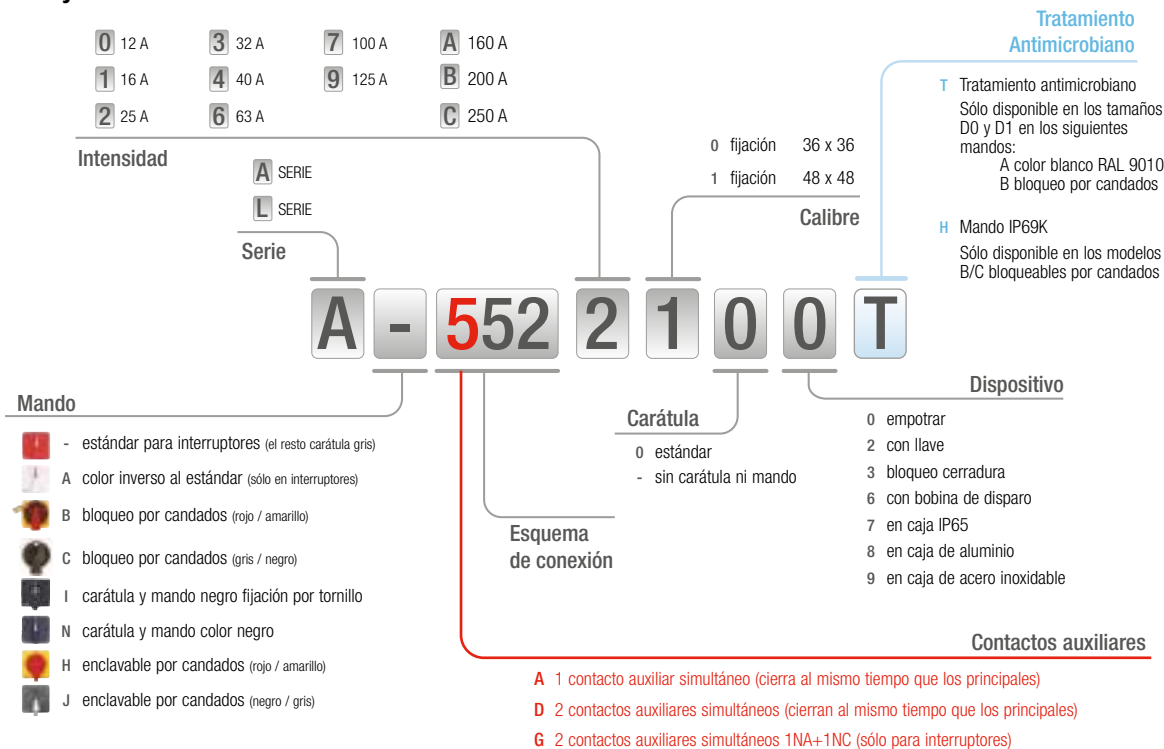 Tratamiento
Antimicrobiano
0 12 A
3 32 A
7 100 A
A 160 A
1 16 A
4 40 A
9 125 A
B 200 A
2 25 A
6 63 A
C 250 A
Intensidad
A SERIE
L SERIE
Serie
0 fijación 36 x 36
1 fijación 48 x 48
Calibre
T Tratamiento antimicrobiano
Sólo disponible en los tamaños
D0 y D1 en los siguientes
mandos:
A color blanco RAL 9010
B bloqueo por candados
H Mando IP69K
Sólo disponible en los modelos
B/C bloqueables por candados
A - 552 2 1 0 0 T
Mando
- estándar para interruptores (el resto carátula gris)
A color inverso al estándar (sólo en interruptores)
B bloqueo por candados (rojo / amarillo)
C bloqueo por candados (gris / negro)
I carátula y mando negro fijación por tornillo
N carátula y mando color negro
H enclavable por candados (rojo / amarillo)
J enclavable por candados (negro / gris)
Esquema
de conexión
Carátula
0 estándar
- sin carátula ni mando
Dispositivo
0 empotrar
2 con llave
3 bloqueo cerradura
6 con bobina de disparo
7 en caja IP65
8 en caja de aluminio
9 en caja de acero inoxidable
Contactos auxiliares
A 1 contacto auxiliar simultáneo (cierra al mismo tiempo que los principales)
D 2 contactos auxiliares simultáneos (cierran al mismo tiempo que los principales)
G 2 contactos auxiliares simultáneos 1NA+1NC (sólo para interruptores)